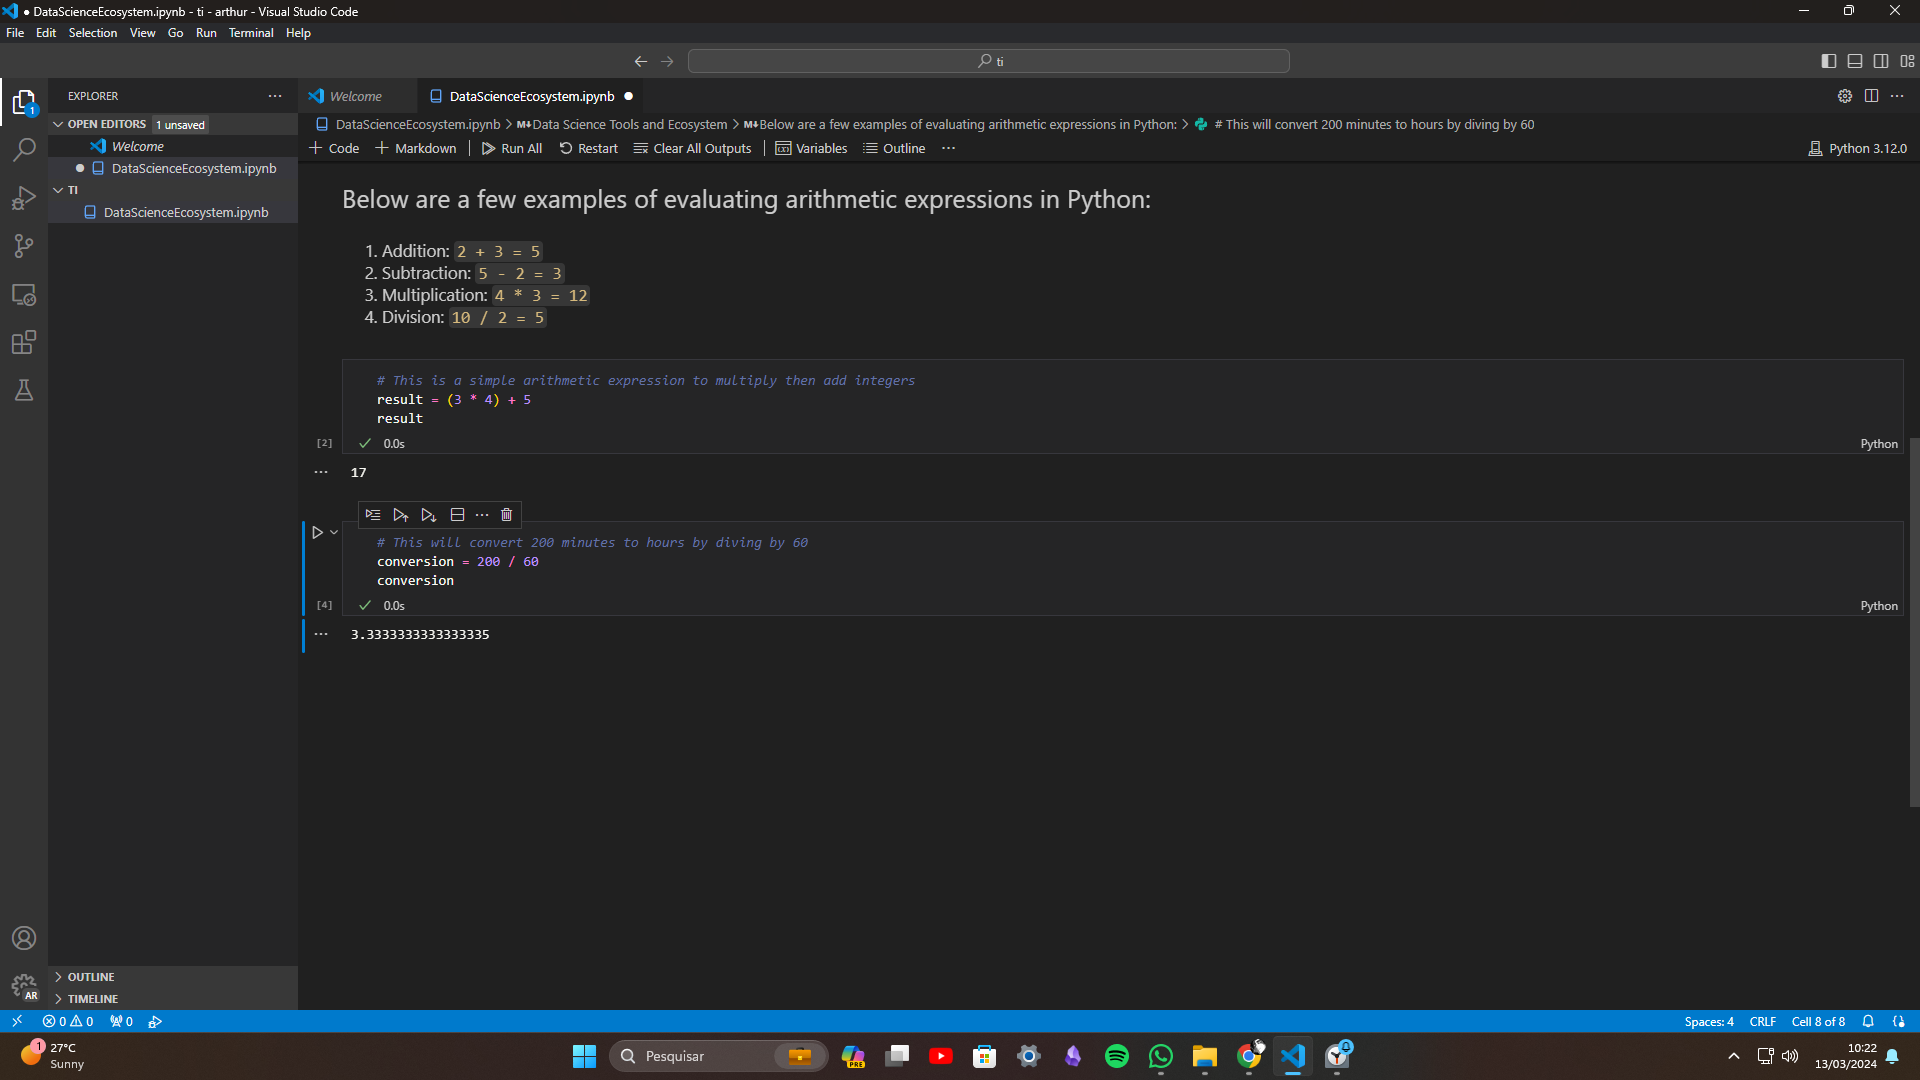 DataScienceEcosystem.ipynb - ti - arthur - Visual Studio Code
File Edit Selection View Go Run Terminal Help
ti
EXPLORER
Welcome
DataScienceEcosystem.ipynb
1
OPEN EDITORS 1 unsaved
DataScienceEcosystem.ipynb > M↓Data Science Tools and Ecosystem > M↓Below are a few examples of evaluating arithmetic expressions in Python: > # This will convert 200 minutes to hours by diving by 60
Welcome
Code Markdown Run All Restart Clear All Outputs Variables Outline ... Python 3.12.0
DataScienceEcosystem.ipynb
TI
DataScienceEcosystem.ipynb
Below are a few examples of evaluating arithmetic expressions in Python:
1. Addition: 2 + 3 = 5
2. Subtraction: 5 - 2 = 3
3. Multiplication: 4 * 3 = 12
4. Division: 10 / 2 = 5
# This is a simple arithmetic expression to multiply then add integers
result = (3 * 4) + 5
result
[2] 0.0s Python
17
# This will convert 200 minutes to hours by diving by 60
conversion = 200 / 60
conversion
[4] 0.0s Python
3.3333333333333335
OUTLINE
AR
TIMELINE
0 0 0 Spaces: 4 CRLF Cell 8 of 8
1
27°C
Sunny
Pesquisar
PRE
10:22
13/03/2024